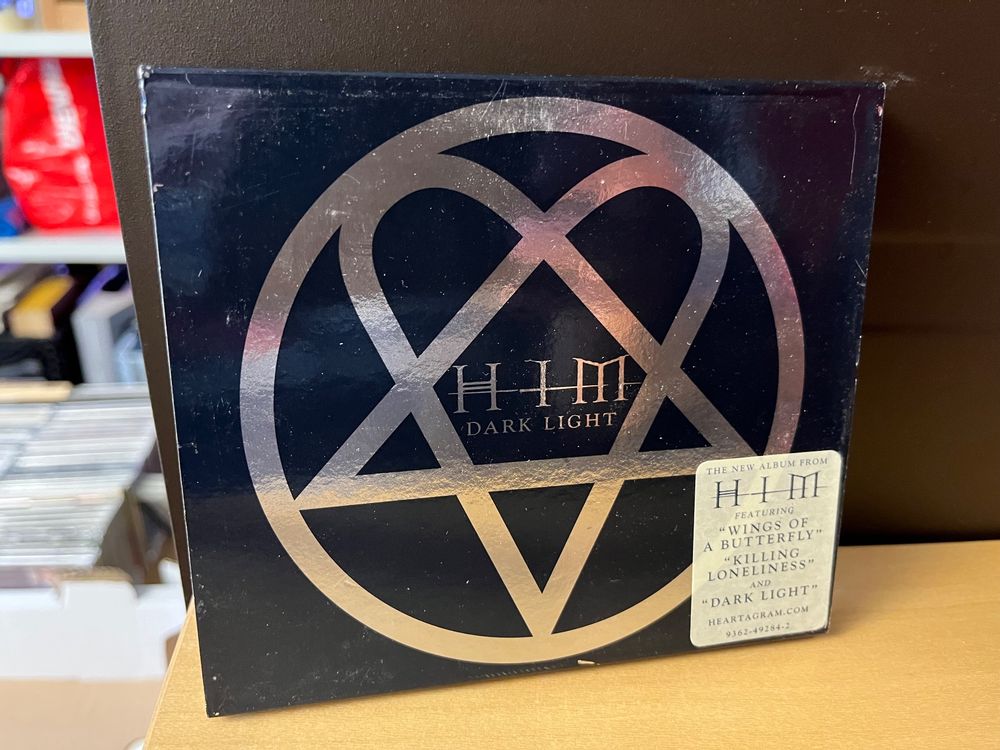 HIM
DARK LIGHT
THE NEW ALBUM FROM
HIM
FEATURING
"WINGS OF
A BUTTERFLY"
"KILLING
LONELINESS"
AND
"DARK LIGHT"
HEARTAGRAM.COM
9362-49284-2